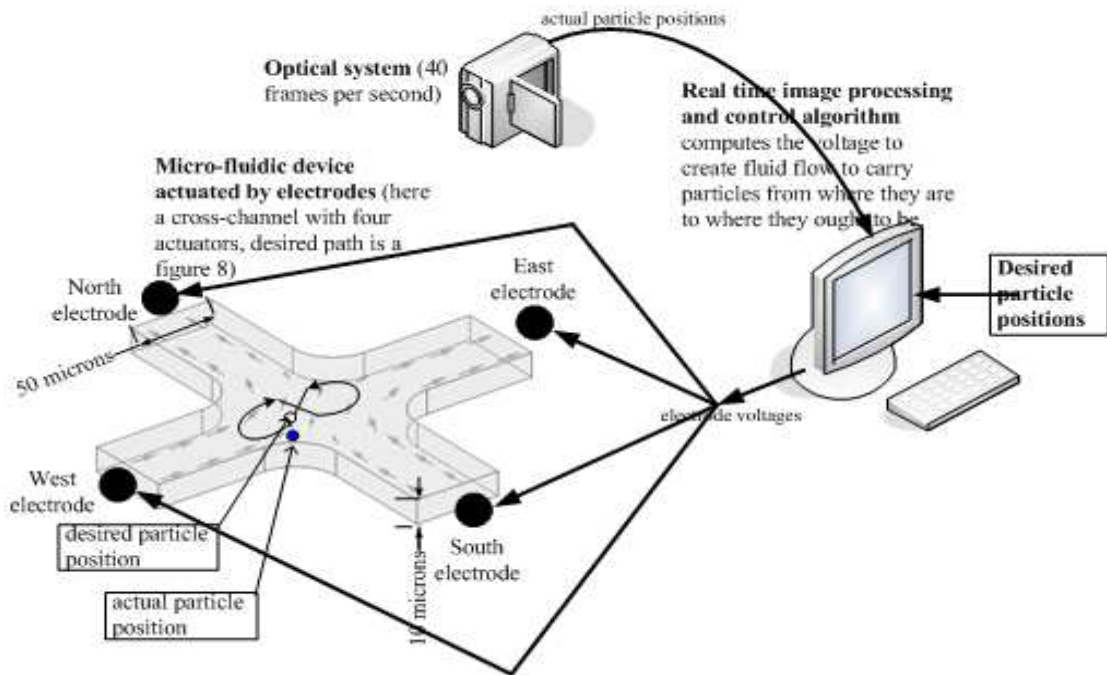 actual particle positions
Optical system (40
frames per second)
Real time image processing
and control algorithm
computes the voltage to
create fluid flow to carry
particles from where they are
to where they ought to be
Micro-fluidic device
actuated by electrodes (here
a cross-channel with four
actuators, desired path is a
figure 8)
North
electrode
East
electrode
Desired
particle
positions
50 microns
electrode voltages
West
electrode
South
electrode
desired particle
position
actual particle
position
10 microns